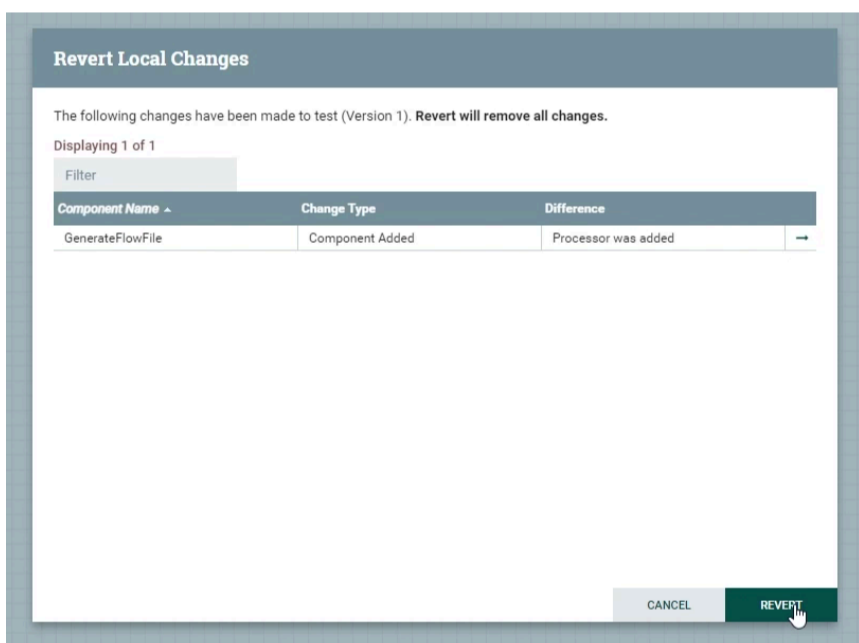 Revert Local Changes
The following changes have been made to test (Version 1). Revert will remove all changes.
Displaying 1 of 1
Filter
Component Name Change Type Difference
GenerateFlowFile Component Added Processor was added
CANCEL REVERT